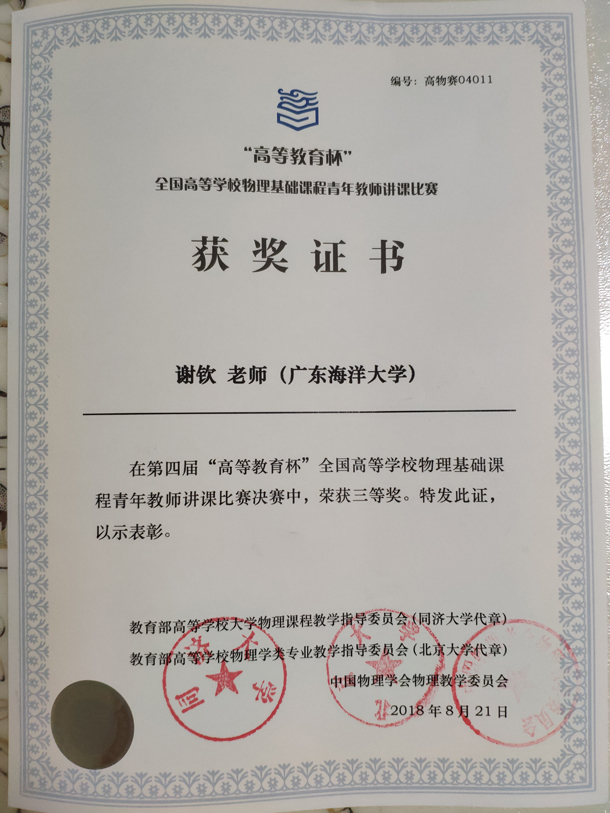 编号：高物赛04011
“高等教育杯”
全国高等学校物理基础课程青年教师讲课比赛
获奖证书
谢钦 老师（广东海洋大学）
在第四届“高等教育杯”全国高等学校物理基础课
程青年教师讲课比赛决赛中，荣获三等奖。特发此证，
以示表彰。
教育部高等学校大学物理课程教学指导委员会（同济大学代章）
教育部高等学校物理学类专业教学指导委员会（北京大学代章）
中国物理学会物理教学委员会
2018年8月21日
同济大学
北京大学